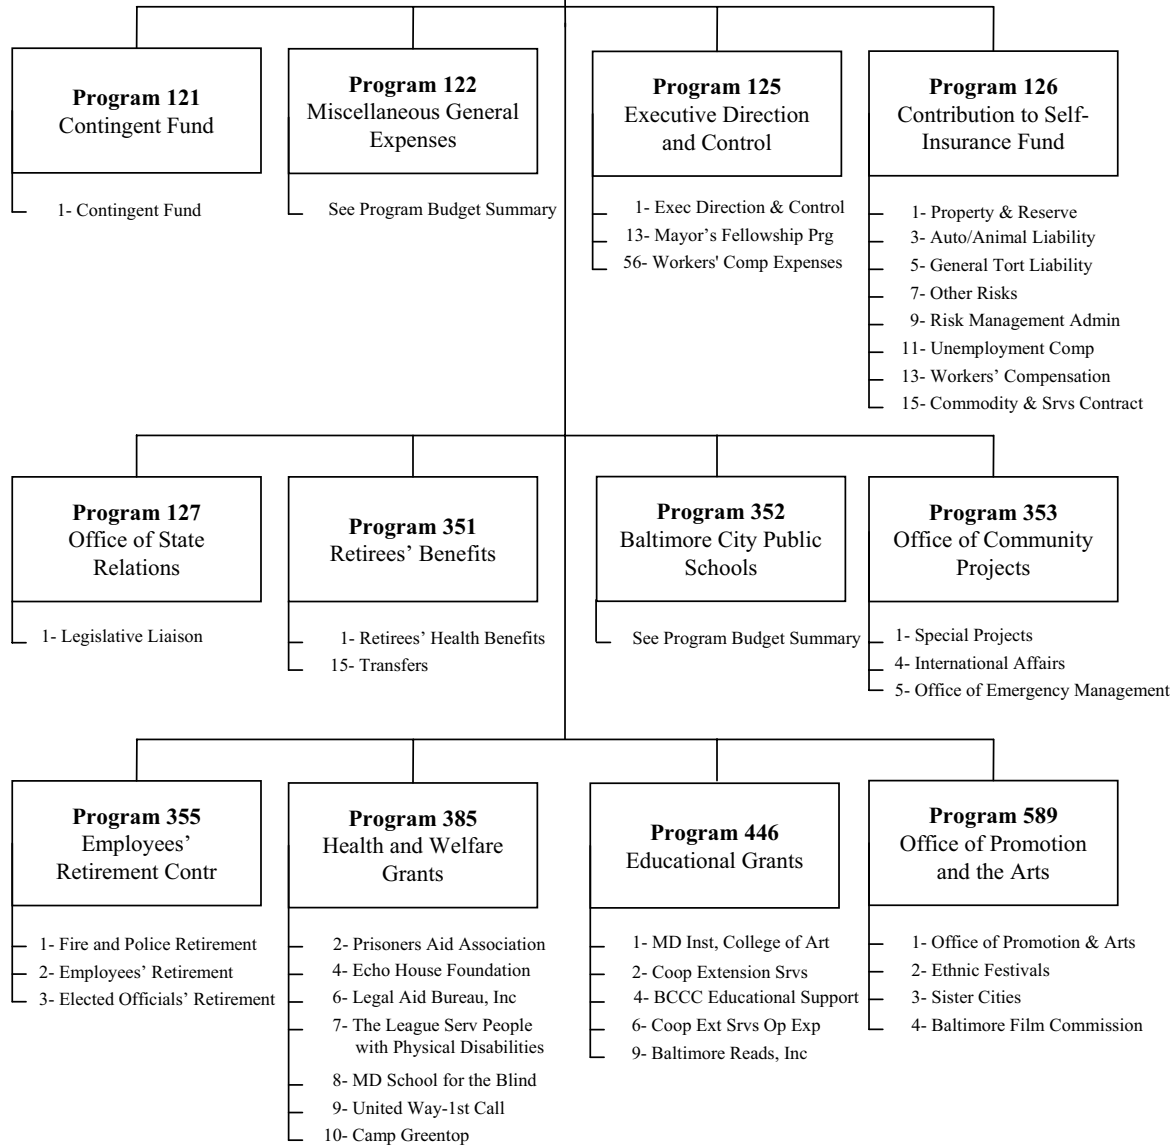 Program 121
Contingent Fund
1- Contingent Fund
Program 122
Miscellaneous General
Expenses
See Program Budget Summary
Program 125
Executive Direction
and Control
1- Exec Direction & Control
13- Mayor’s Fellowship Prg
56- Workers' Comp Expenses
Program 126
Contribution to Self-
Insurance Fund
1- Property & Reserve
3- Auto/Animal Liability
5- General Tort Liability
7- Other Risks
9- Risk Management Admin
11- Unemployment Comp
13- Workers’ Compensation
15- Commodity & Srvs Contract
Program 127
Office of State
Relations
1- Legislative Liaison
Program 351
Retirees’ Benefits
1- Retirees’ Health Benefits
15- Transfers
Program 352
Baltimore City Public
Schools
See Program Budget Summary
Program 353
Office of Community
Projects
1- Special Projects
4- International Affairs
5- Office of Emergency Management
Program 355
Employees’
Retirement Contr
1- Fire and Police Retirement
2- Employees’ Retirement
3- Elected Officials’ Retirement
Program 385
Health and Welfare
Grants
2- Prisoners Aid Association
4- Echo House Foundation
6- Legal Aid Bureau, Inc
7- The League Serv People
with Physical Disabilities
8- MD School for the Blind
9- United Way-1st Call
10- Camp Greentop
Program 446
Educational Grants
1- MD Inst, College of Art
2- Coop Extension Srvs
4- BCCC Educational Support
6- Coop Ext Srvs Op Exp
9- Baltimore Reads, Inc
Program 589
Office of Promotion
and the Arts
1- Office of Promotion & Arts
2- Ethnic Festivals
3- Sister Cities
4- Baltimore Film Commission